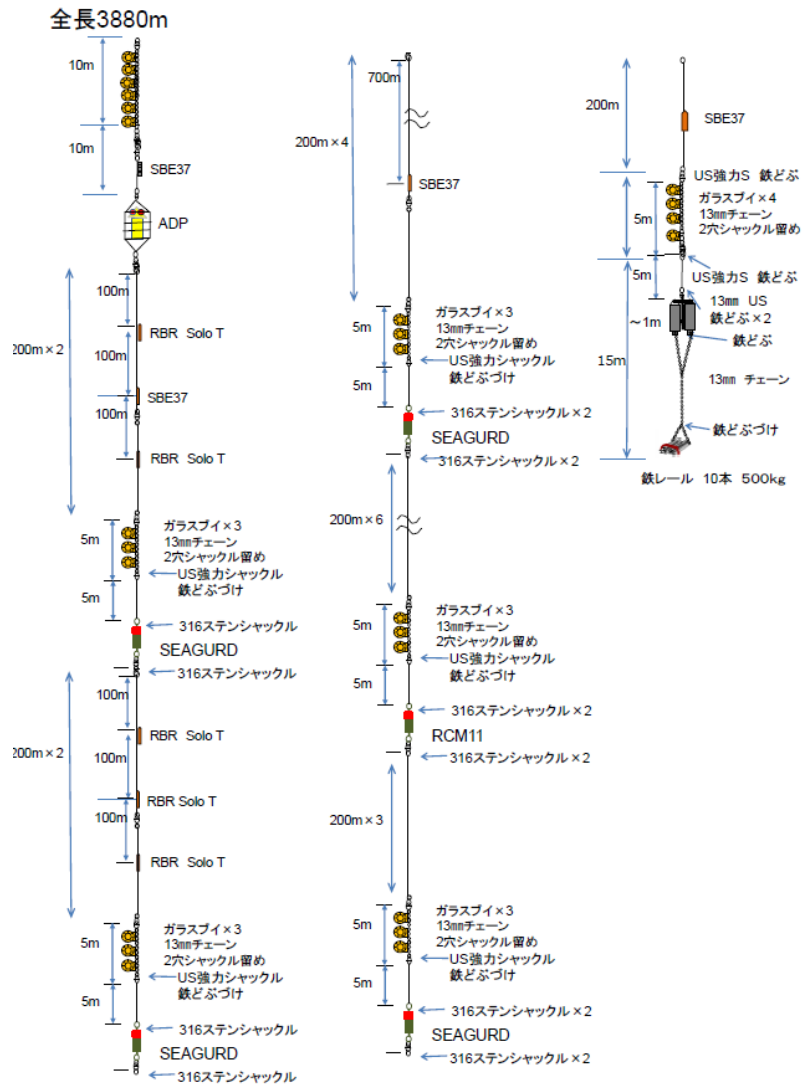 全長3880m
10m
10m
SBE37
ADP
100m
RBR Solo T
200m×2
100m
SBE37
100m
RBR Solo T
ガラスブイ×3
5m
13mmチェーン
2穴シャックル留め
US強力シャックル
5m
鉄どぶづけ
316ステンシャックル
SEAGURD
316ステンシャックル
100m
RBR Solo T
200m×2
100m
RBR Solo T
100m
RBR Solo T
ガラスブイ×3
5m
13mmチェーン
2穴シャックル留め
US強力シャックル
5m
鉄どぶづけ
316ステンシャックル
SEAGURD
316ステンシャックル
700m
200m×4
SBE37
ガラスブイ×3
5m
13mmチェーン
2穴シャックル留め
US強力シャックル
5m
鉄どぶづけ
316ステンシャックル×2
SEAGURD
316ステンシャックル×2
200m×6
ガラスブイ×3
5m
13mmチェーン
2穴シャックル留め
US強力シャックル
5m
鉄どぶづけ
316ステンシャックル×2
RCM11
316ステンシャックル×2
200m×3
ガラスブイ×3
5m
13mmチェーン
2穴シャックル留め
US強力シャックル
5m
鉄どぶづけ
316ステンシャックル×2
SEAGURD
316ステンシャックル×2
200m
SBE37
US強力S 鉄どぶ
ガラスブイ×4
5m
13mmチェーン
2穴シャックル留め
5m
US強力S 鉄どぶ
13mm US
～1m
鉄どぶ×2
鉄どぶ
15m
13mm チェーン
鉄どぶづけ
鉄レール 10本 500kg